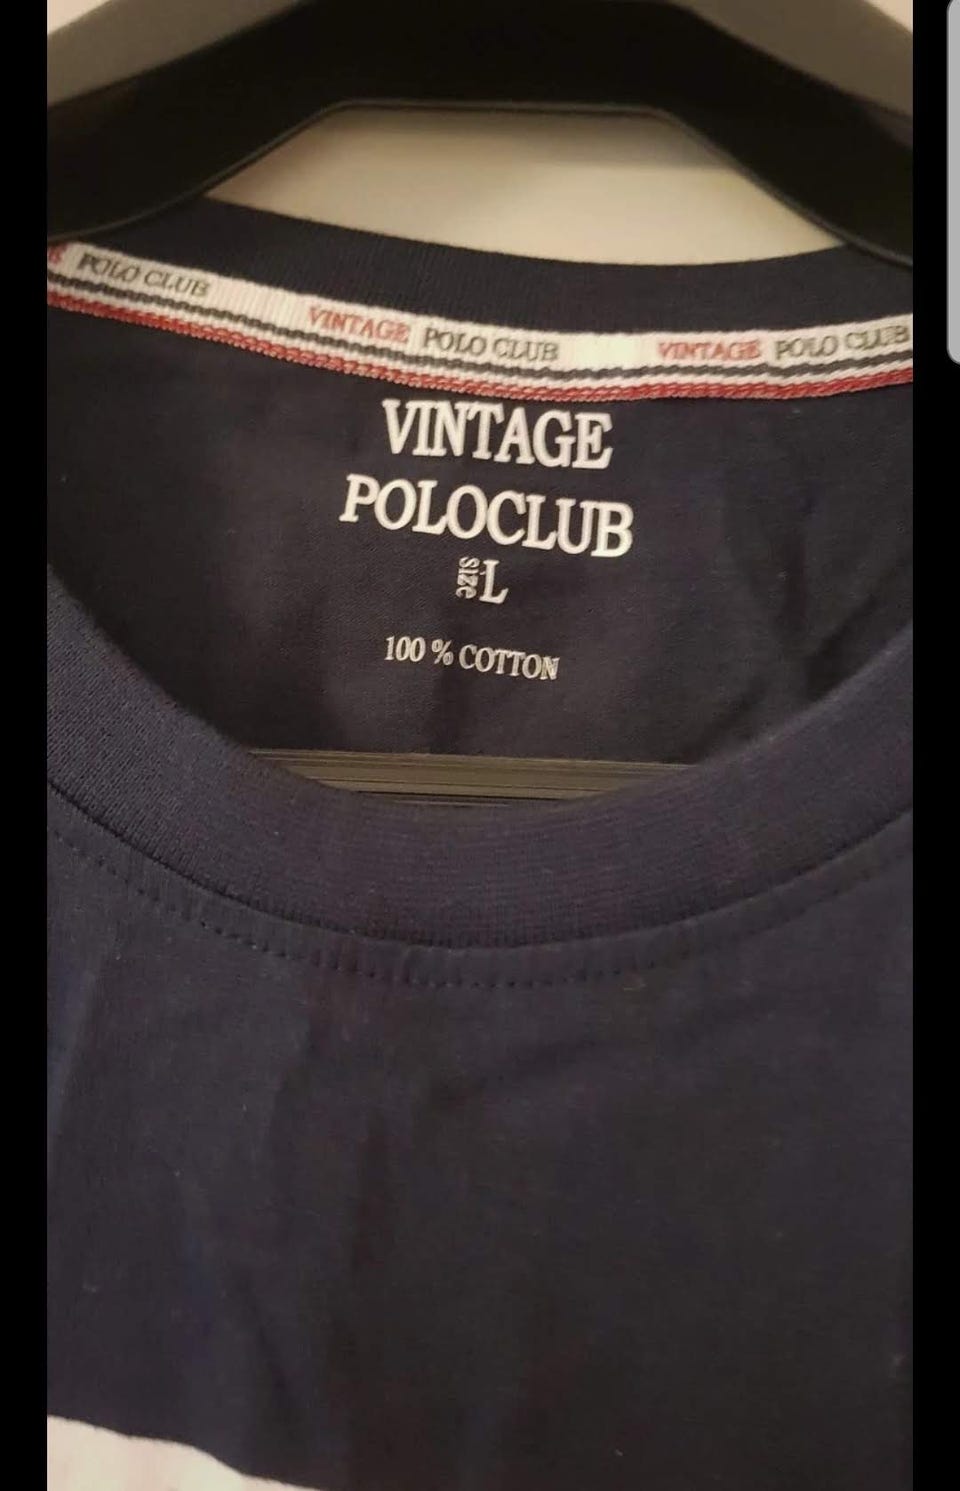 POLO CLUB VINTAGE POLO CLUB VINTAGE POLO CLUB
VINTAGE
POLOCLUB
size L
100 % COTTON